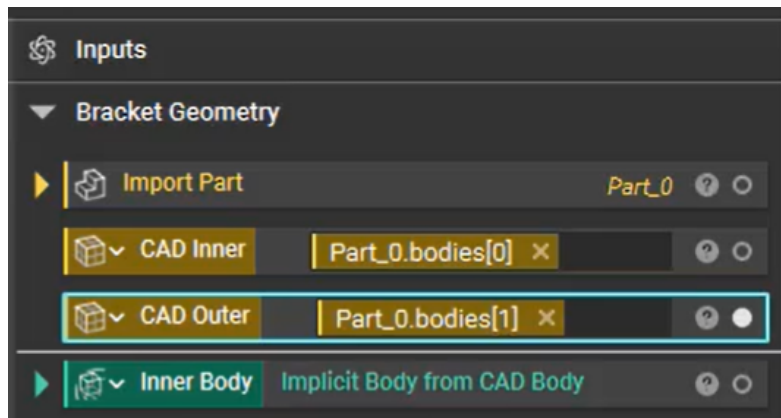 Inputs
Bracket Geometry
Import Part Part_0 ?
CAD Inner Part_0.bodies[0] × ?
CAD Outer Part_0.bodies[1] × ?
Inner Body Implicit Body from CAD Body ?